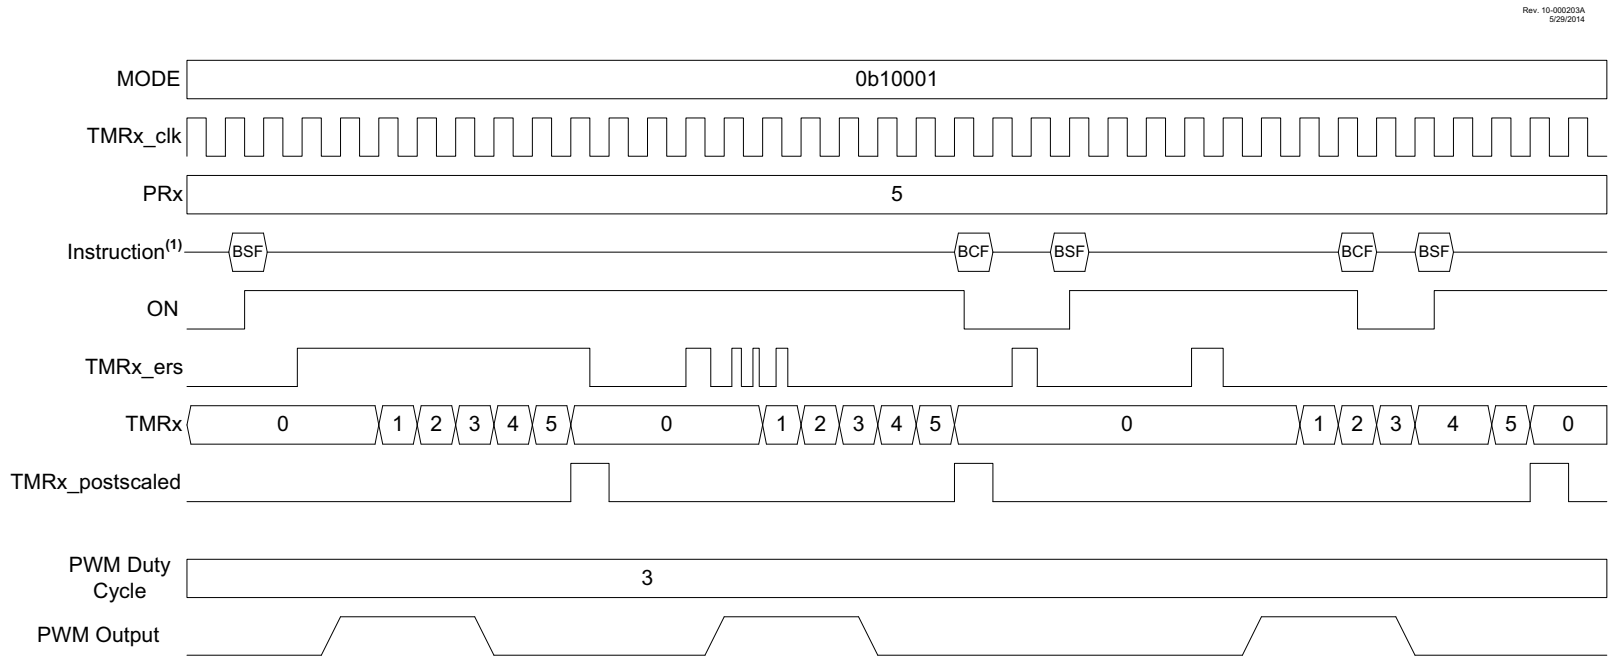 Rev. 10-000203A
5/29/2014
MODE 0b10001
TMRx_clk
PRx 5
Instruction(1) BSF BCF BSF BCF BSF
ON
TMRx_ers
TMRx 0 1 2 3 4 5 0 1 2 3 4 5 0 1 2 3 4 5 0
TMRx_postscaled
PWM Duty
Cycle 3
PWM Output